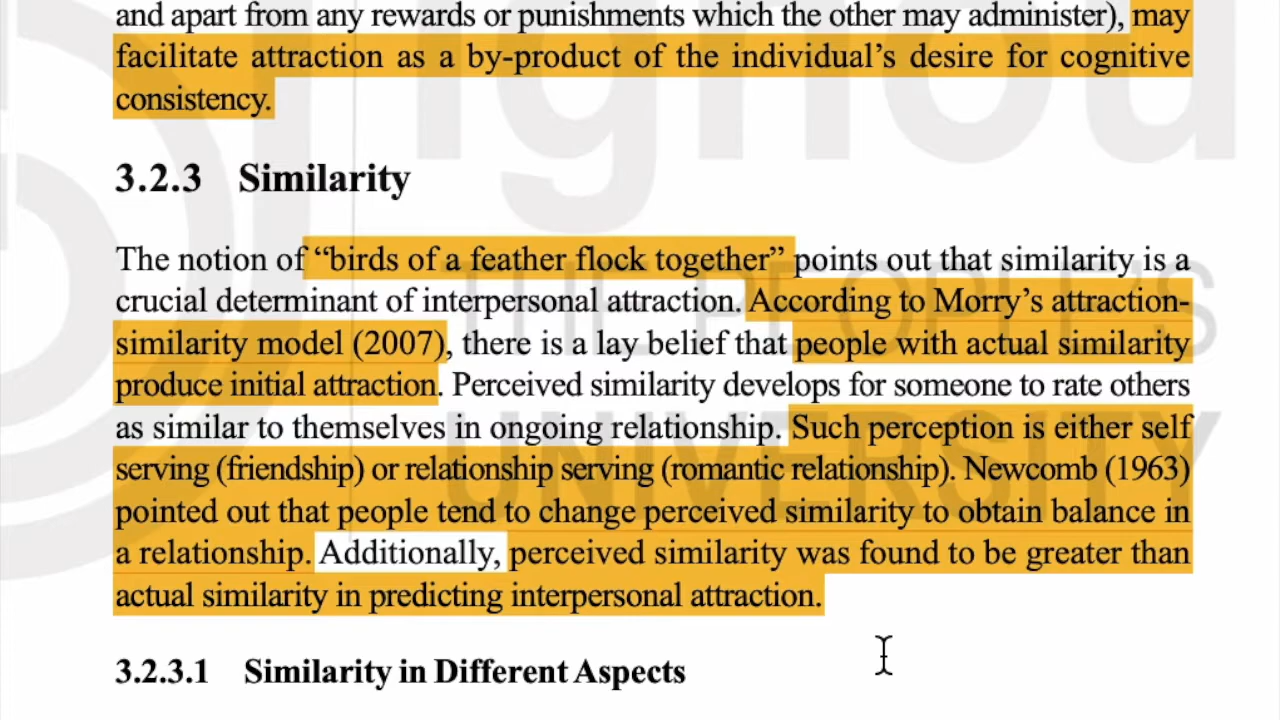 and apart from any rewards or punishments which the other may administer), may
facilitate attraction as a by-product of the individual’s desire for cognitive
consistency.
3.2.3 Similarity
The notion of “birds of a feather flock together” points out that similarity is a
crucial determinant of interpersonal attraction. According to Morry’s attraction-
similarity model (2007), there is a lay belief that people with actual similarity
produce initial attraction. Perceived similarity develops for someone to rate others
as similar to themselves in ongoing relationship. Such perception is either self
serving (friendship) or relationship serving (romantic relationship). Newcomb (1963)
pointed out that people tend to change perceived similarity to obtain balance in
a relationship. Additionally, perceived similarity was found to be greater than
actual similarity in predicting interpersonal attraction.
3.2.3.1 Similarity in Different Aspects
ignou
THE PEOPLE'S
UNIVERSITY